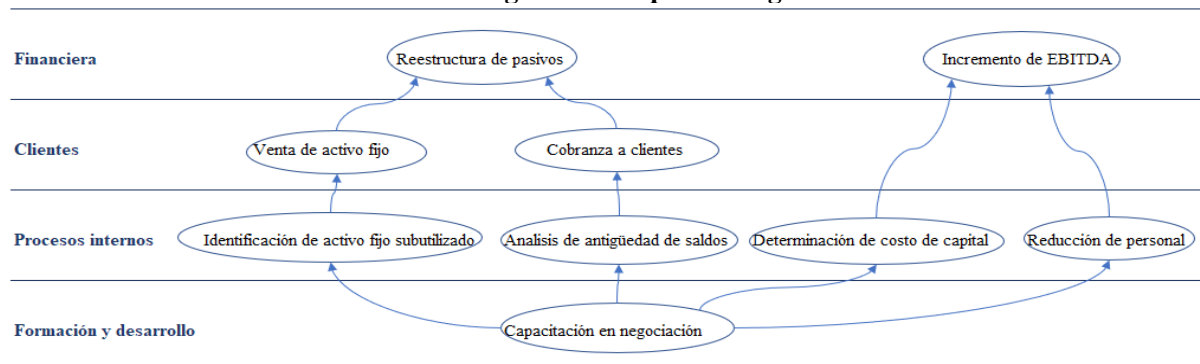 Financiera
Reestructura de pasivos
Incremento de EBITDA
Clientes
Venta de activo fijo
Cobranza a clientes
Procesos internos
Identificación de activo fijo subutilizado
Analisis de antigüedad de saldos
Determinación de costo de capital
Reducción de personal
Formación y desarrollo
Capacitación en negociación